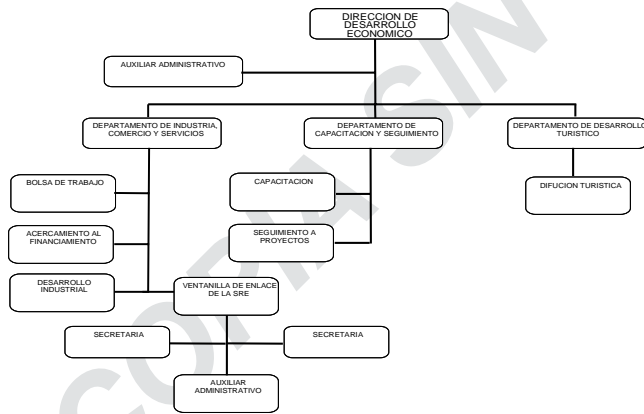 DIRECCION DE
DESARROLLO
ECONOMICO
AUXILIAR ADMINISTRATIVO
DEPARTAMENTO DE INDUSTRIA,
COMERCIO Y SERVICIOS
DEPARTAMENTO DE
CAPACITACION Y SEGUIMIENTO
DEPARTAMENTO DE DESARROLLO
TURISTICO
BOLSA DE TRABAJO
CAPACITACION
DIFUCION TURISTICA
ACERCAMIENTO AL
FINANCIAMIENTO
SEGUIMIENTO A
PROYECTOS
DESARROLLO
INDUSTRIAL
VENTANILLA DE ENLACE
DE LA SRE
SECRETARIA
SECRETARIA
AUXILIAR
ADMINISTRATIVO
COPIA SIN